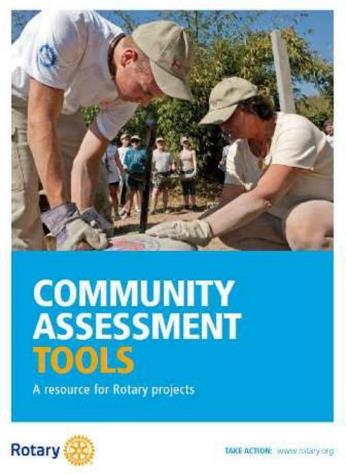 COMMUNITY
ASSESSMENT
TOOLS
A resource for Rotary projects
Rotary
TAKE ACTION: www.rotary.org